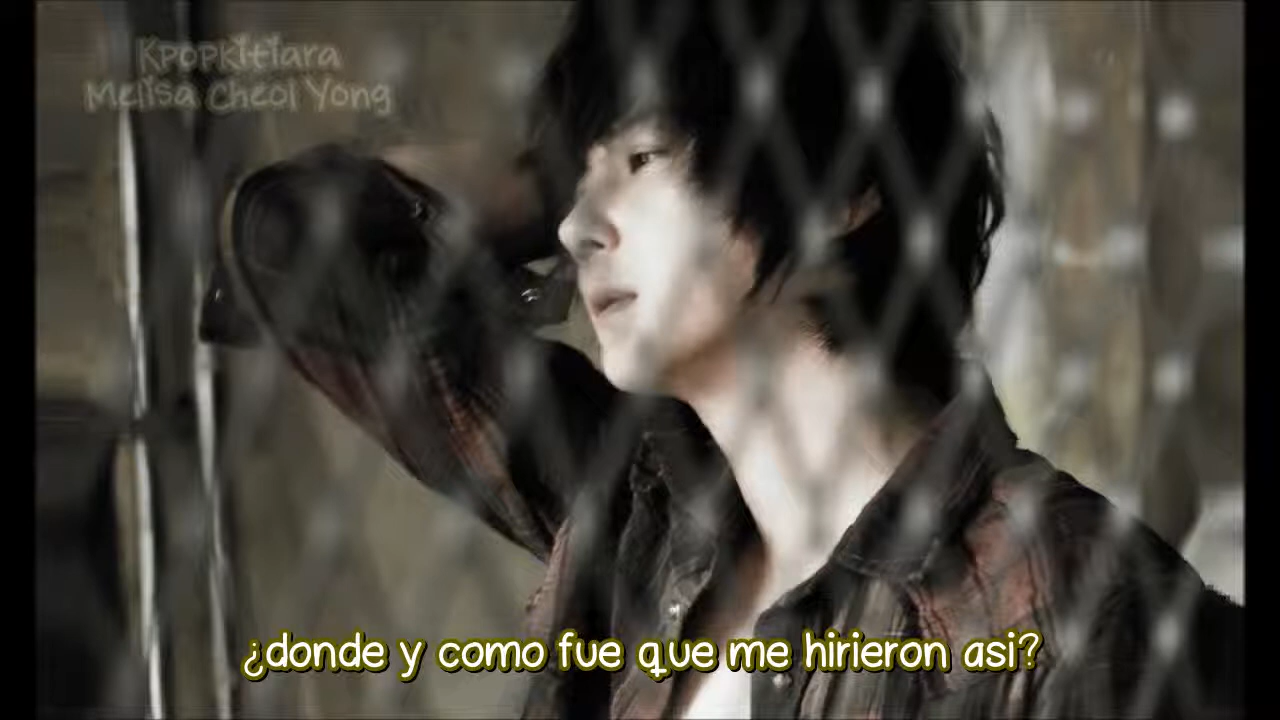 Kpopkitiara
Melisa Cheol Yong
¿donde y como fue que me hirieron asi?